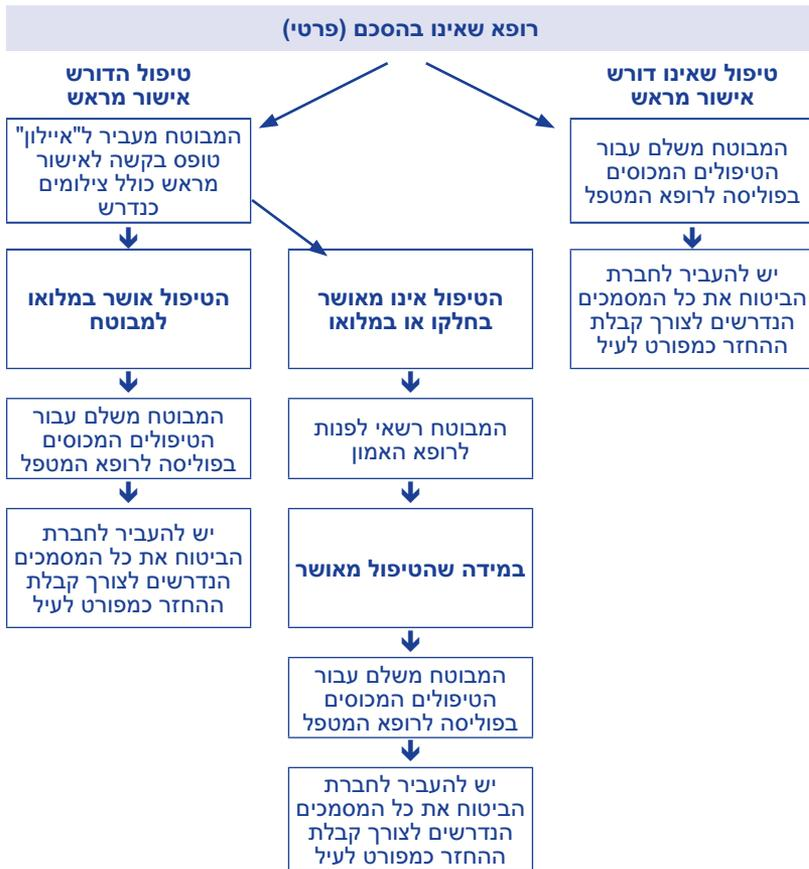 רופא שאינו בהסכם (פרטי)
טיפול שאינו דורש
אישור מראש
המבוטח משלם עבור
הטיפולים המכוסים
בפוליסה לרופא המטפל
יש להעביר לחברת
הביטוח את כל המסמכים
הנדרשים לצורך קבלת
ההחזר כמפורט לעיל
טיפול הדורש
אישור מראש
המבוטח מעביר ל"איילון"
טופס בקשה לאישור
מראש כולל צילומים
כנדרש
הטיפול אינו מאושר
בחלקו או במלואו
המבוטח רשאי לפנות
לרופא האמון
במידה שהטיפול מאושר
המבוטח משלם עבור
הטיפולים המכוסים
בפוליסה לרופא המטפל
יש להעביר לחברת
הביטוח את כל המסמכים
הנדרשים לצורך קבלת
ההחזר כמפורט לעיל
הטיפול אושר במלואו
למבוטח
המבוטח משלם עבור
הטיפולים המכוסים
בפוליסה לרופא המטפל
יש להעביר לחברת
הביטוח את כל המסמכים
הנדרשים לצורך קבלת
ההחזר כמפורט לעיל